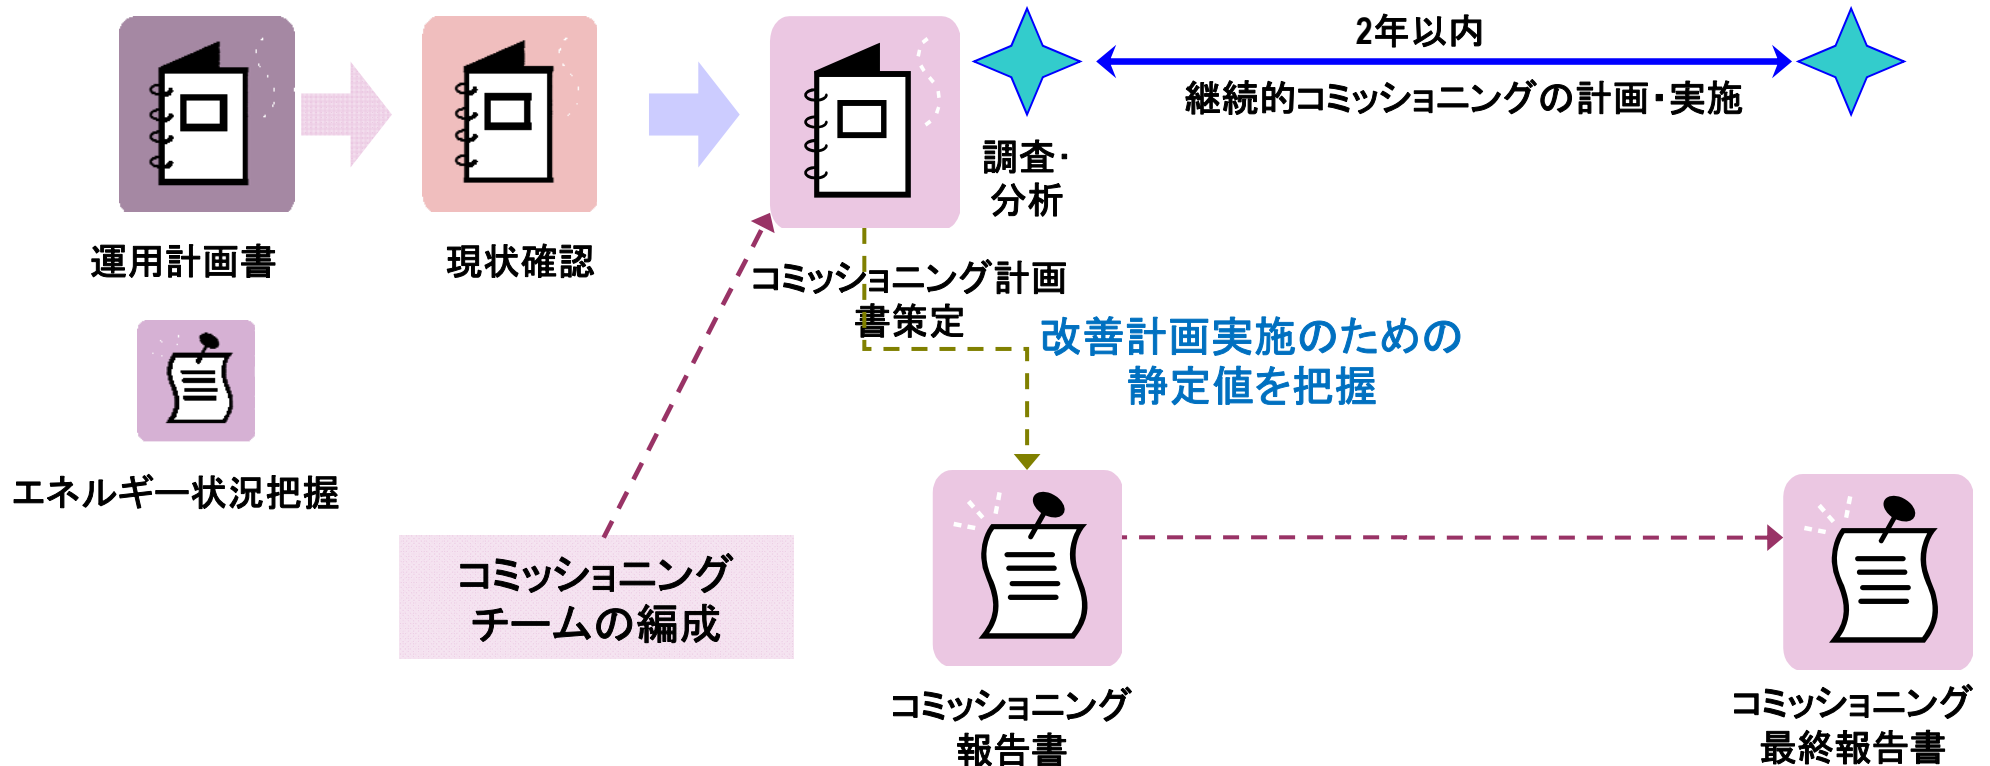 2年以内
継続的コミッショニングの計画・実施
調査・
分析
運用計画書
現状確認
コミッショニング計画
書策定
改善計画実施のための
静定値を把握
エネルギー状況把握
コミッショニング
チームの編成
コミッショニング
報告書
コミッショニング
最終報告書